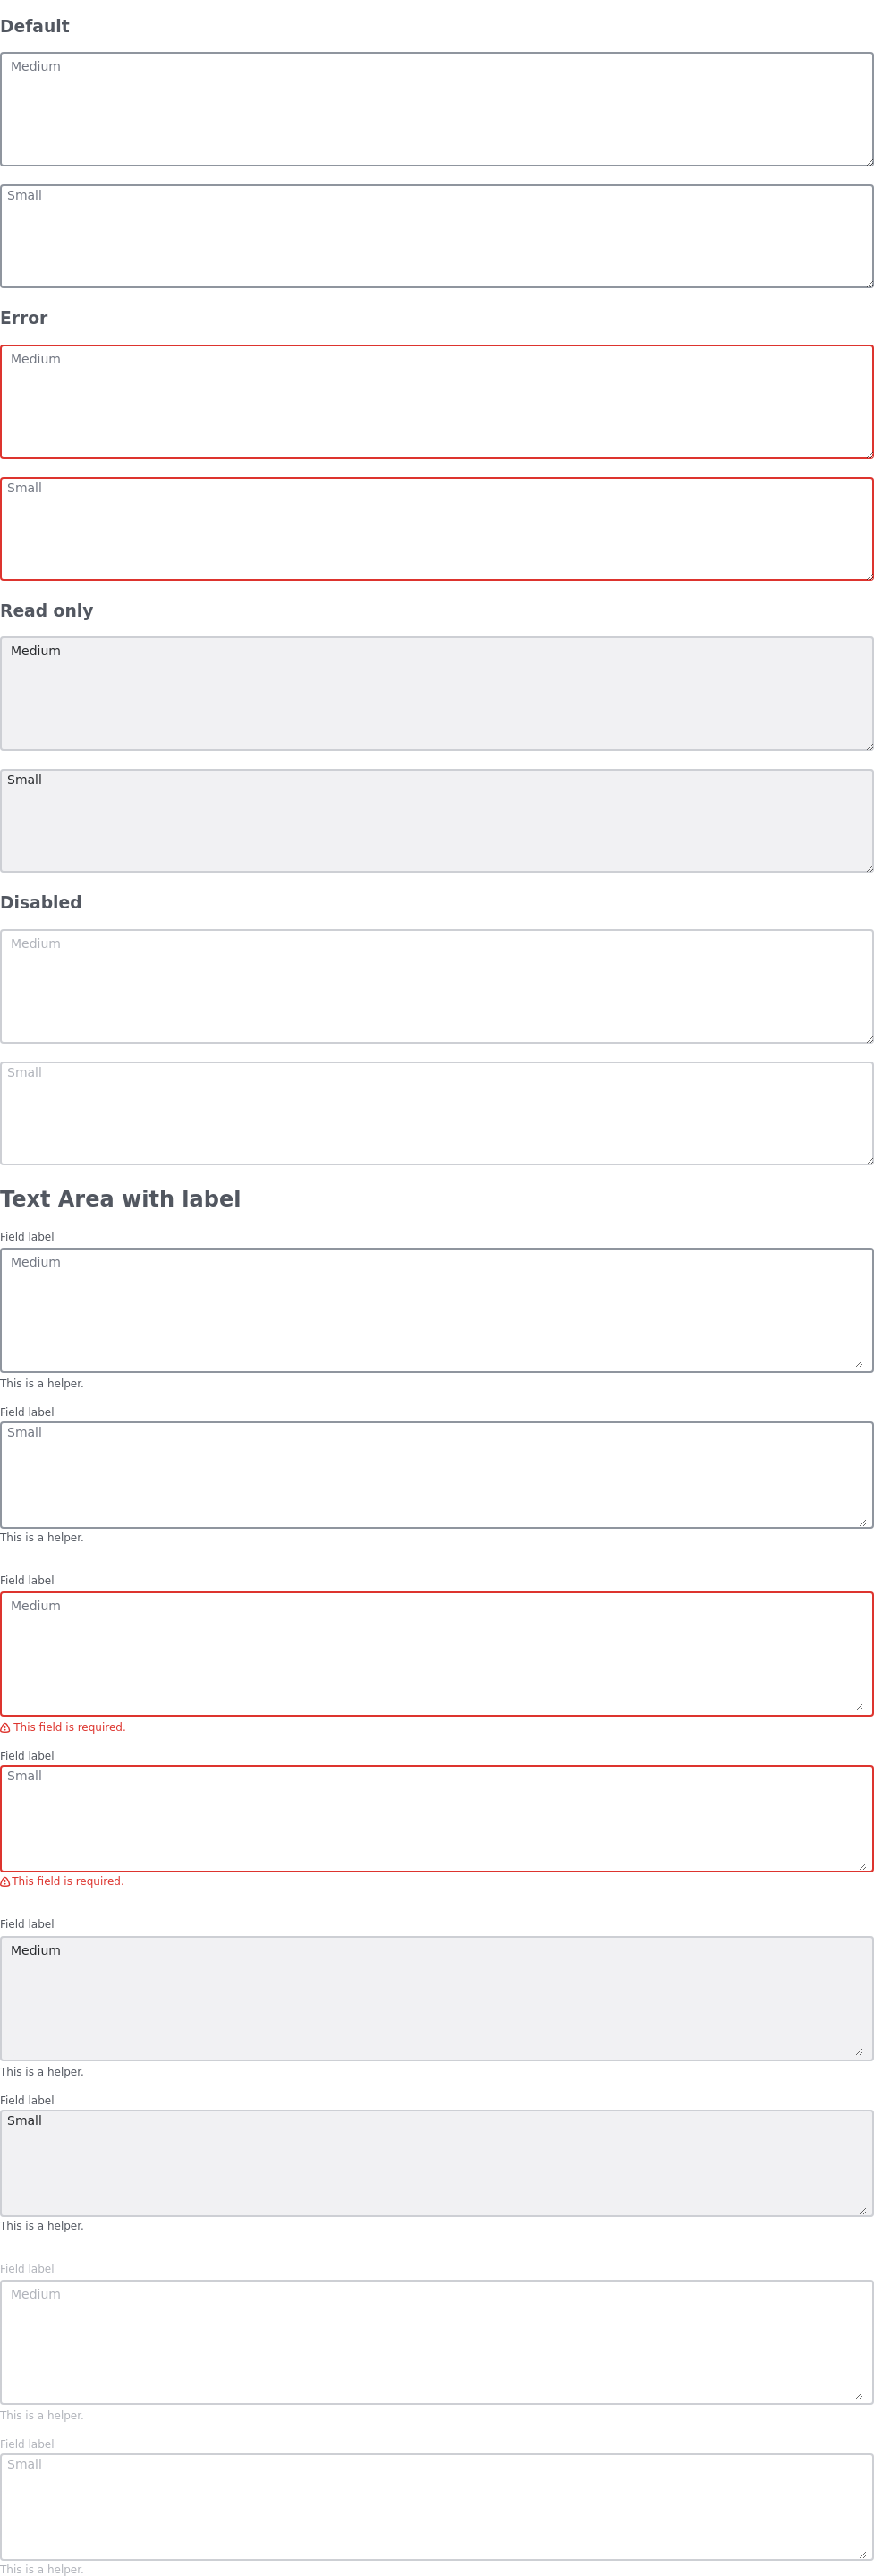 Default
Medium
Small
Error
Medium
Small
Read only
Medium
Small
Disabled
Medium
Small
Text Area with label
Field label
Medium
This is a helper.
Field label
Small
This is a helper.
Field label
Medium
This field is required.
Field label
Small
This field is required.
Field label
Medium
This is a helper.
Field label
Small
This is a helper.
Field label
Medium
This is a helper.
Field label
Small
This is a helper.